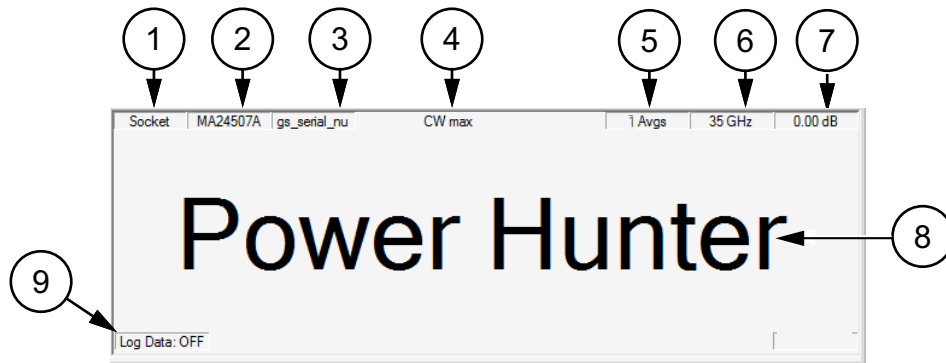 1 2 3 4 5 6 7
Socket MA24507A gs_serial_nu CW max 1 Avgs 35 GHz 0.00 dB
Power Hunter
8
9
Log Data: OFF